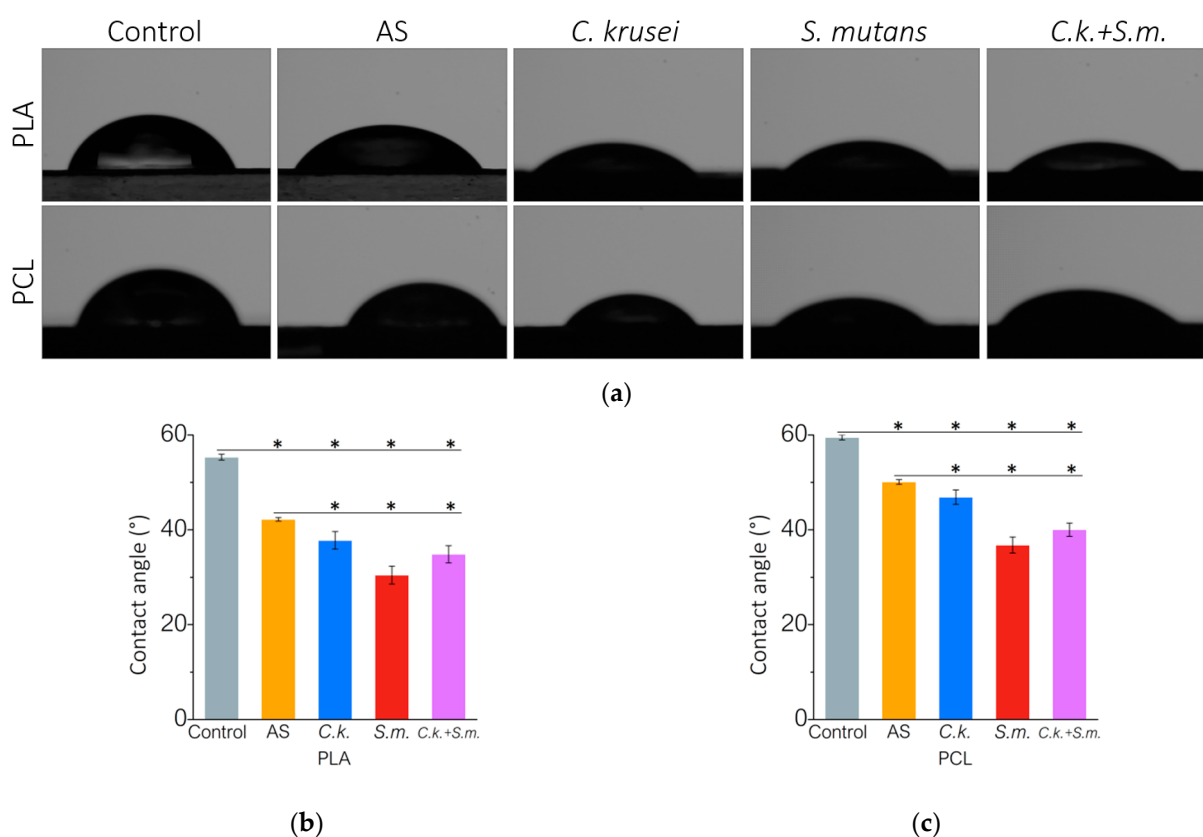 Control AS C. krusei S. mutans C.k.+S.m.
PLA
PCL
(a)
60 * * * *
* * *
40
20
0
Contact angle (°)
Control AS C.k. S.m. C.k.+S.m.
PLA
(b)
60 * * * *
* * *
40
20
0
Contact angle (°)
Control AS C.k. S.m. C.k.+S.m.
PCL
(c)